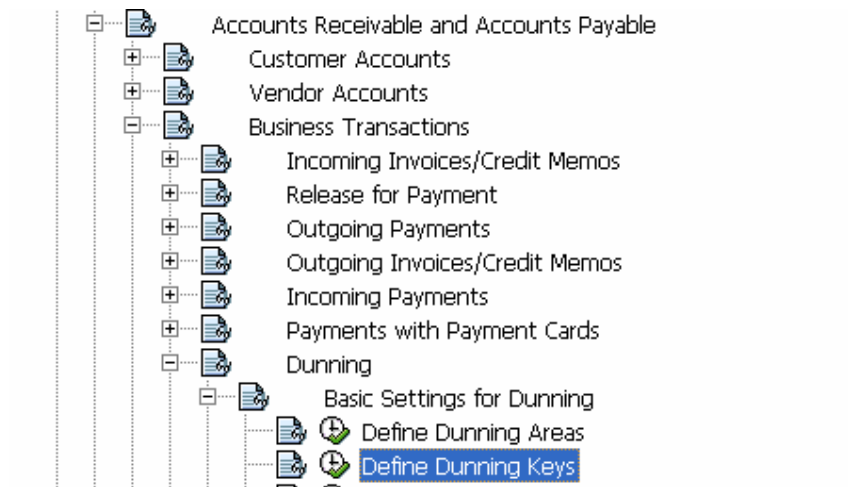 Accounts Receivable and Accounts Payable
Customer Accounts
Vendor Accounts
Business Transactions
Incoming Invoices/Credit Memos
Release for Payment
Outgoing Payments
Outgoing Invoices/Credit Memos
Incoming Payments
Payments with Payment Cards
Dunning
Basic Settings for Dunning
Define Dunning Areas
Define Dunning Keys